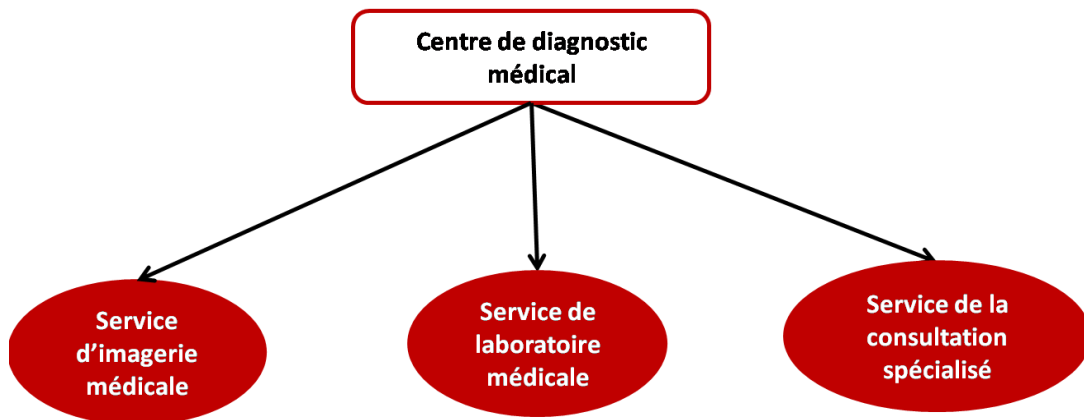 Centre de diagnostic
médical
Service
d’imagerie
médicale
Service de
laboratoire
médicale
Service de la
consultation
spécialisé